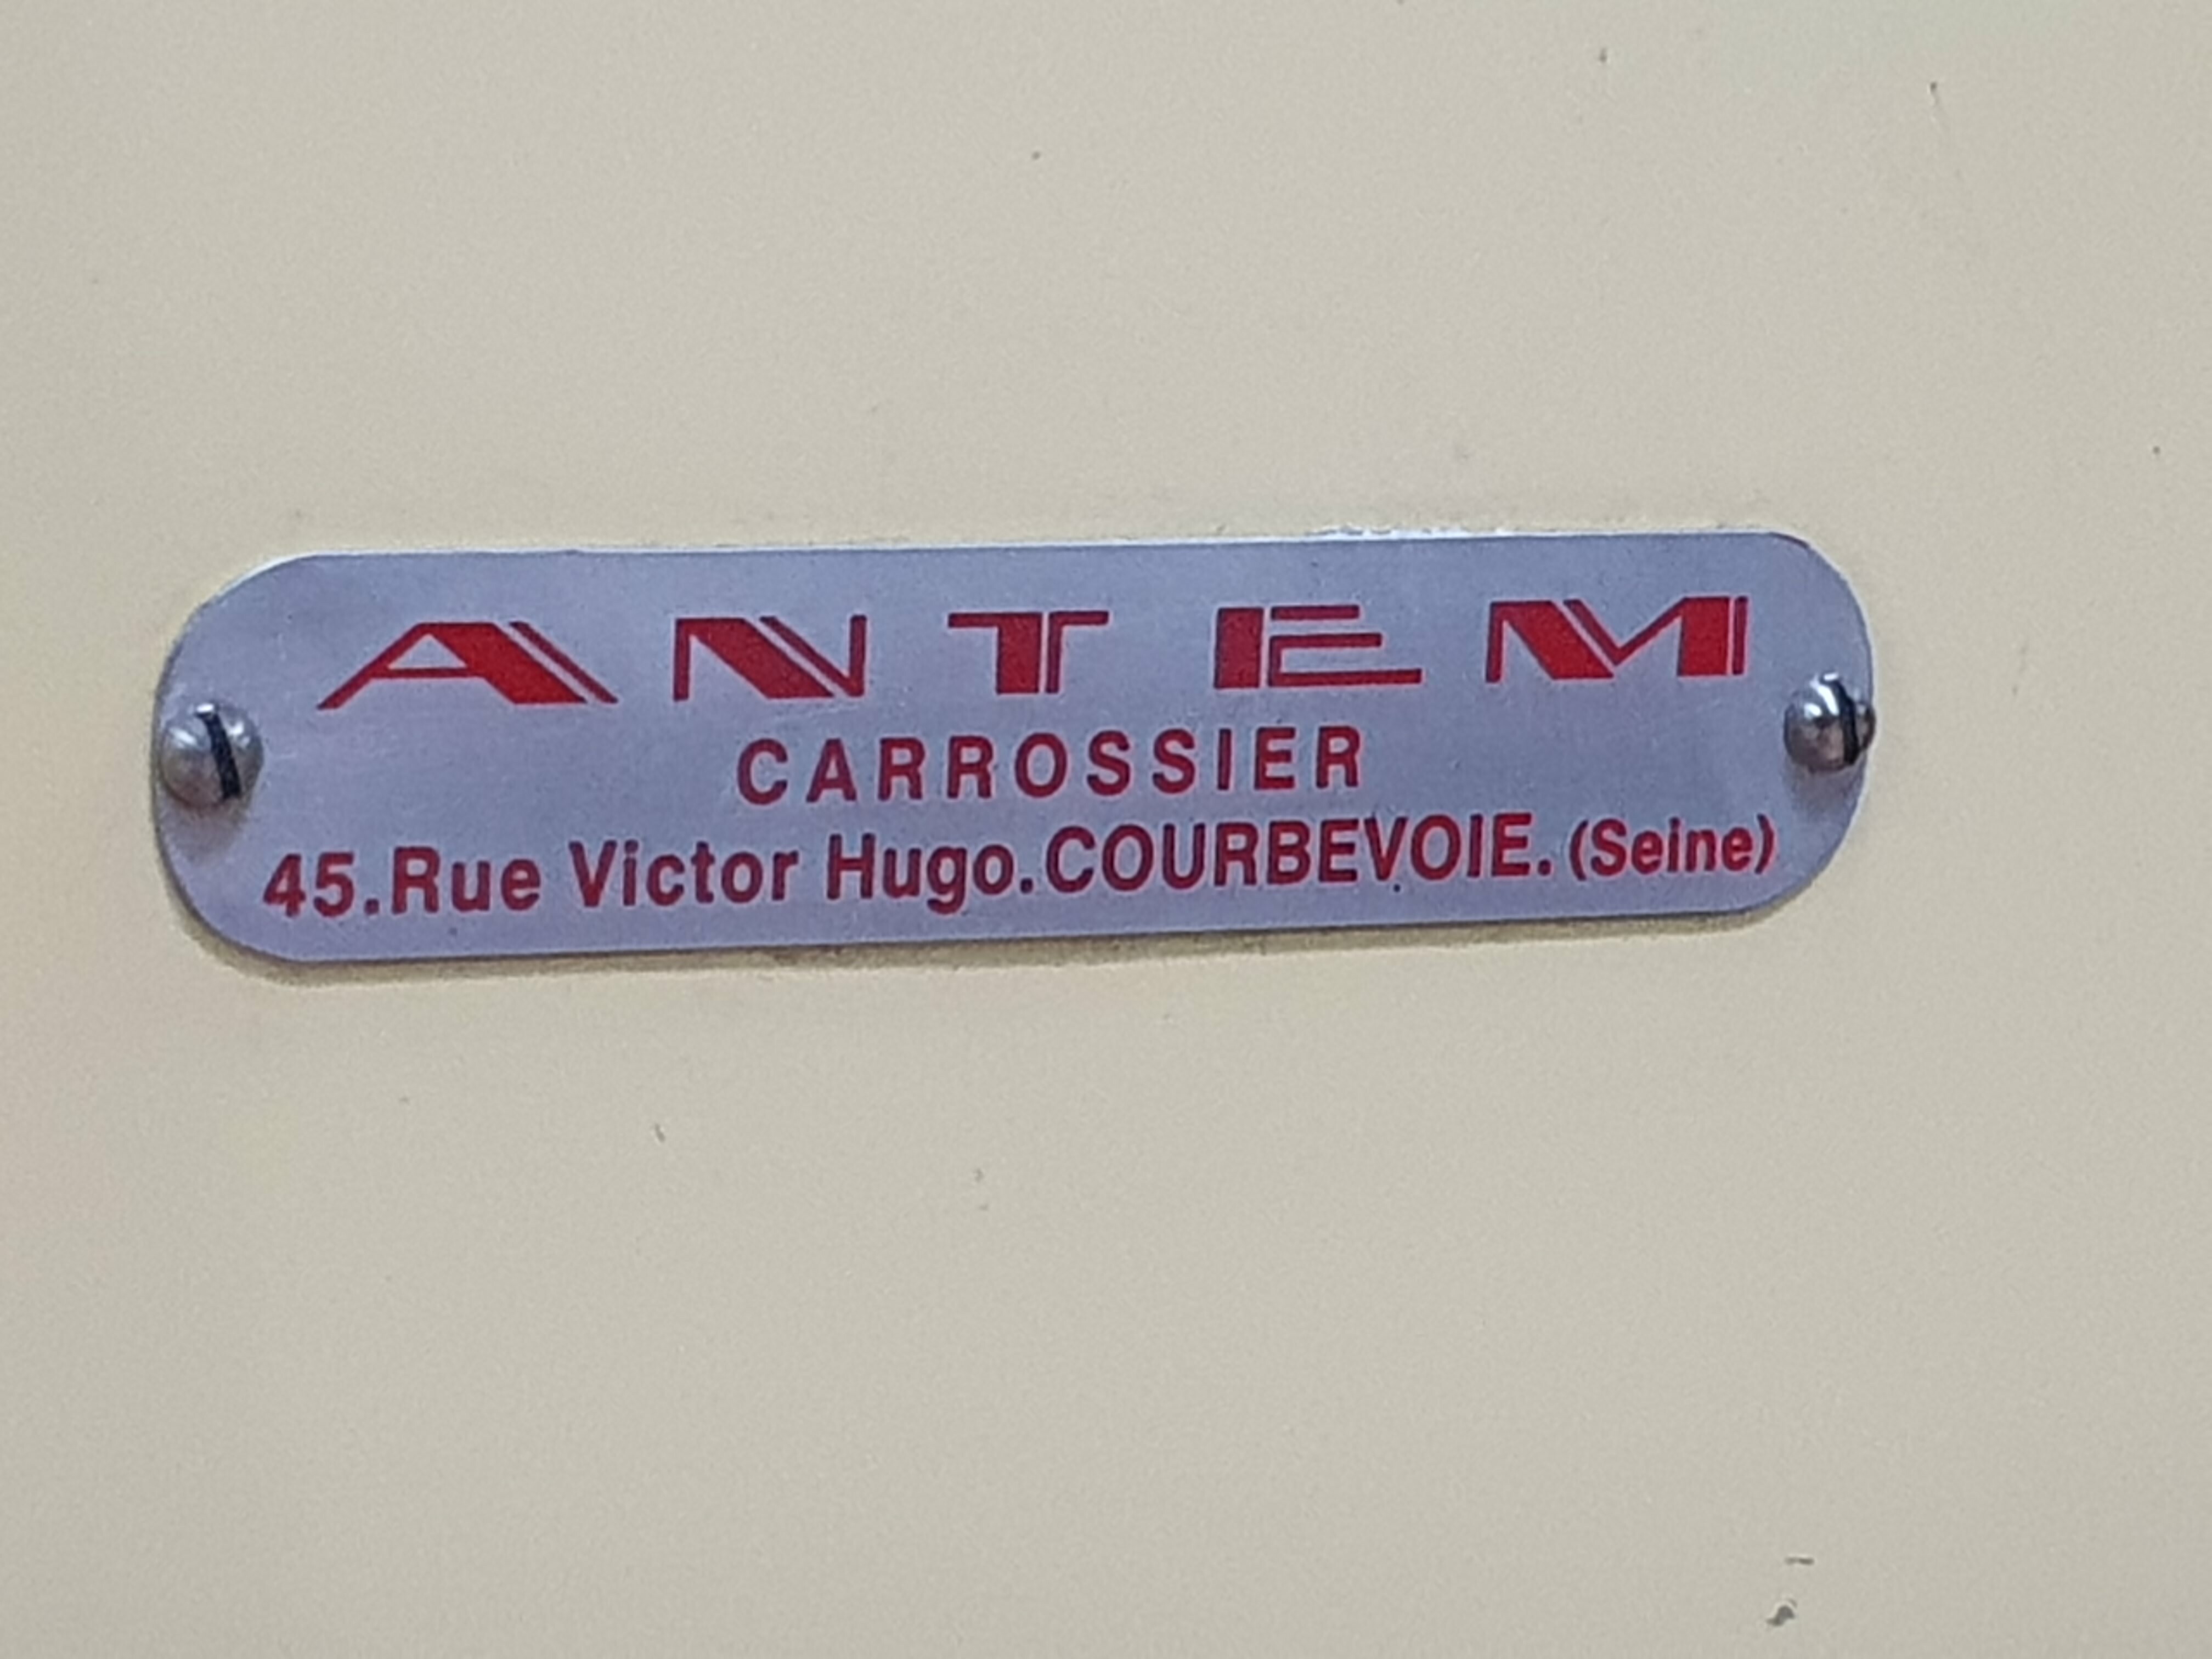 ANTEM
CARROSSIER
45.Rue Victor Hugo.COURBEVOIE.(Seine)